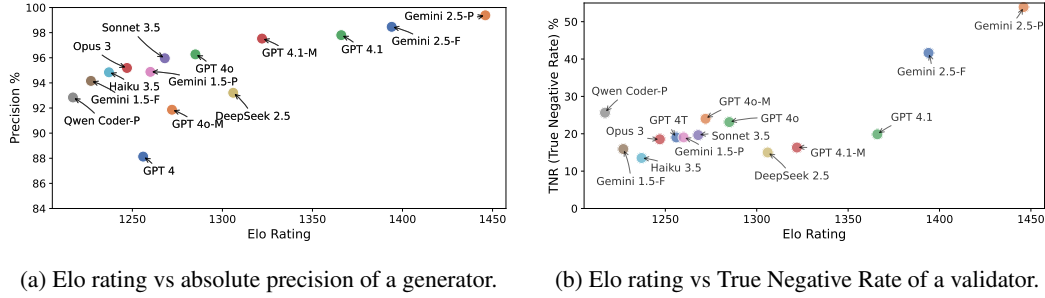 100
98
96
94
92
90
88
86
84
Precision %
Gemini 2.5-P
Sonnet 3.5
Gemini 2.5-F
Opus 3
GPT 4.1-M
GPT 4.1
GPT 4o
Haiku 3.5
Gemini 1.5-P
Gemini 1.5-F
Qwen Coder-P
GPT 4o-M
DeepSeek 2.5
GPT 4
1250
1300
1350
1400
1450
Elo Rating
50
40
30
20
10
0
TNR (True Negative Rate) %
Gemini 2.5-P
Gemini 2.5-F
Qwen Coder-P
GPT 4o-M
GPT 4T
GPT 4o
GPT 4.1
Opus 3
Sonnet 3.5
Gemini 1.5-P
GPT 4.1-M
Haiku 3.5
DeepSeek 2.5
Gemini 1.5-F
1250
1300
1350
1400
1450
Elo Rating
(a) Elo rating vs absolute precision of a generator.
(b) Elo rating vs True Negative Rate of a validator.